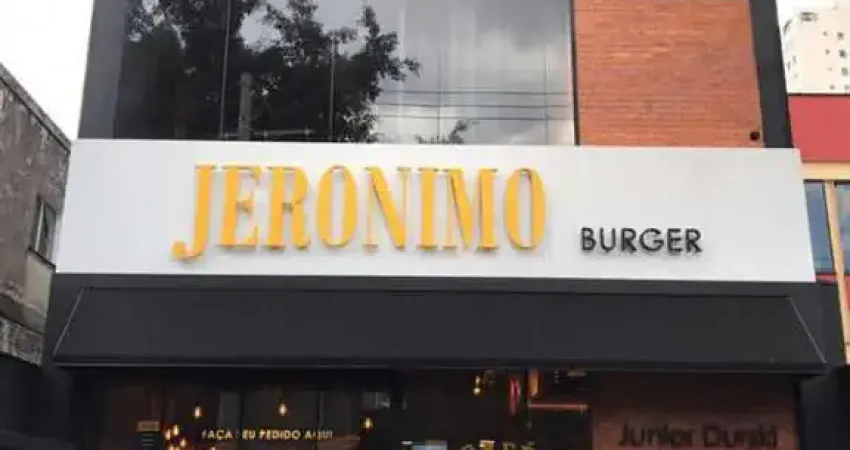 JERONIMO
BURGER
FAÇA SEU PEDIDO AQUI
Junior Durski